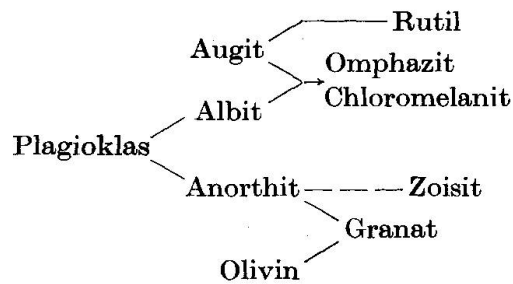 Rutil
Augit
Omphazit
Chloromelanit
Albit
Plagioklas
Anorthit
Zoisit
Granat
Olivin